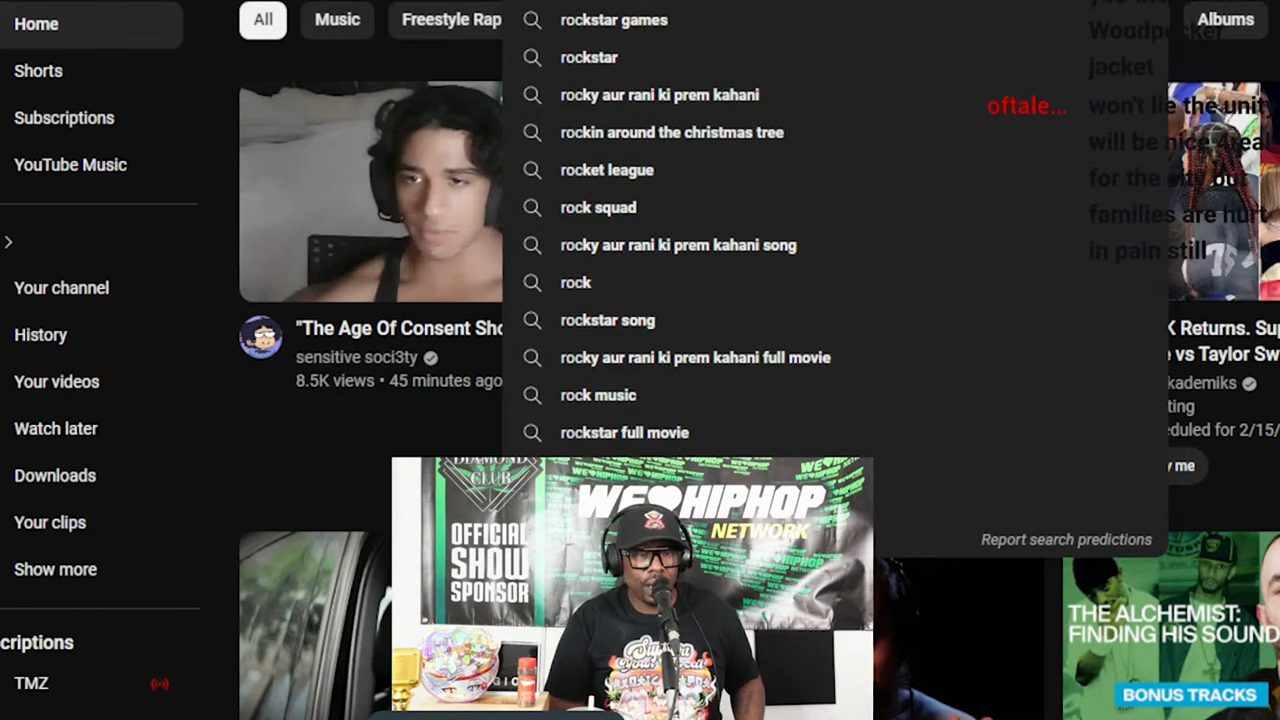 Home
Shorts
Subscriptions
YouTube Music
Your channel
History
Your videos
Watch later
Downloads
Your clips
Show more
criptions
TMZ
All
Music
Freestyle Rap
Albums
rockstar games
rockstar
rocky aur rani ki prem kahani
rockin around the christmas tree
rocket league
rock squad
rocky aur rani ki prem kahani song
rock
rockstar song
rocky aur rani ki prem kahani full movie
rock music
rockstar full movie
Report search predictions
Woodpecker
jacket
oftale... won't lie the unity
will be nice 4real
for the
families are hurt
in pain still
"The Age Of Consent Sho
sensitive soci3ty
8.5K views • 45 minutes ago
K Returns. Su
e vs Taylor Sw
kademiks
ting
eduled for 2/15/
y me
DIAMOND
CLUB
OFFICIAL
SHOW
SPONSOR
WE HIPHOP
NETWORK
THE ALCHEMIST:
FINDING HIS SOUND
BONUS TRACKS